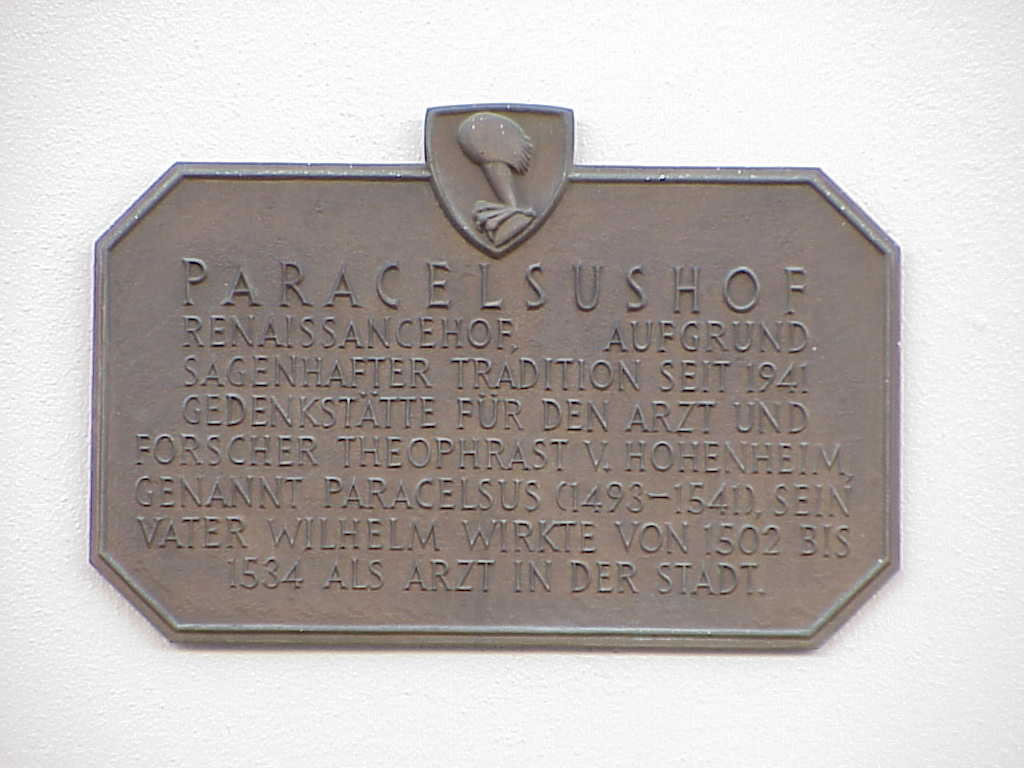 PARACELSUSHOF
RENAISSANCEHOF, AUFGRUND
SAGENHAFTER TRADITION SEIT 1941
GEDENKSTÄTTE FÜR DEN ARZT UND
FORSCHER THEOPHRAST V. HOHENHEIM,
GENANNT PARACELSUS (1493-1541), SEIN
VATER WILHELM WIRKTE VON 1502 BIS
1534 ALS ARZT IN DER STADT.